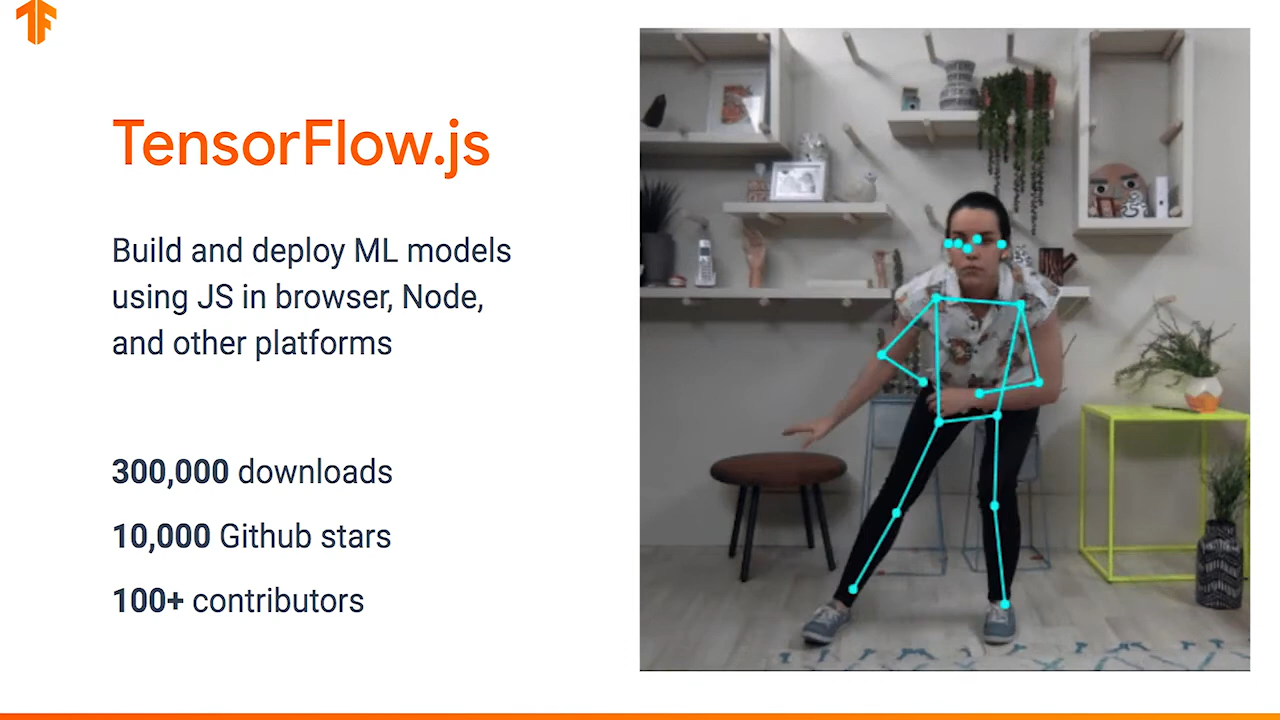 TensorFlow.js
Build and deploy ML models
using JS in browser, Node,
and other platforms
300,000 downloads
10,000 Github stars
100+ contributors